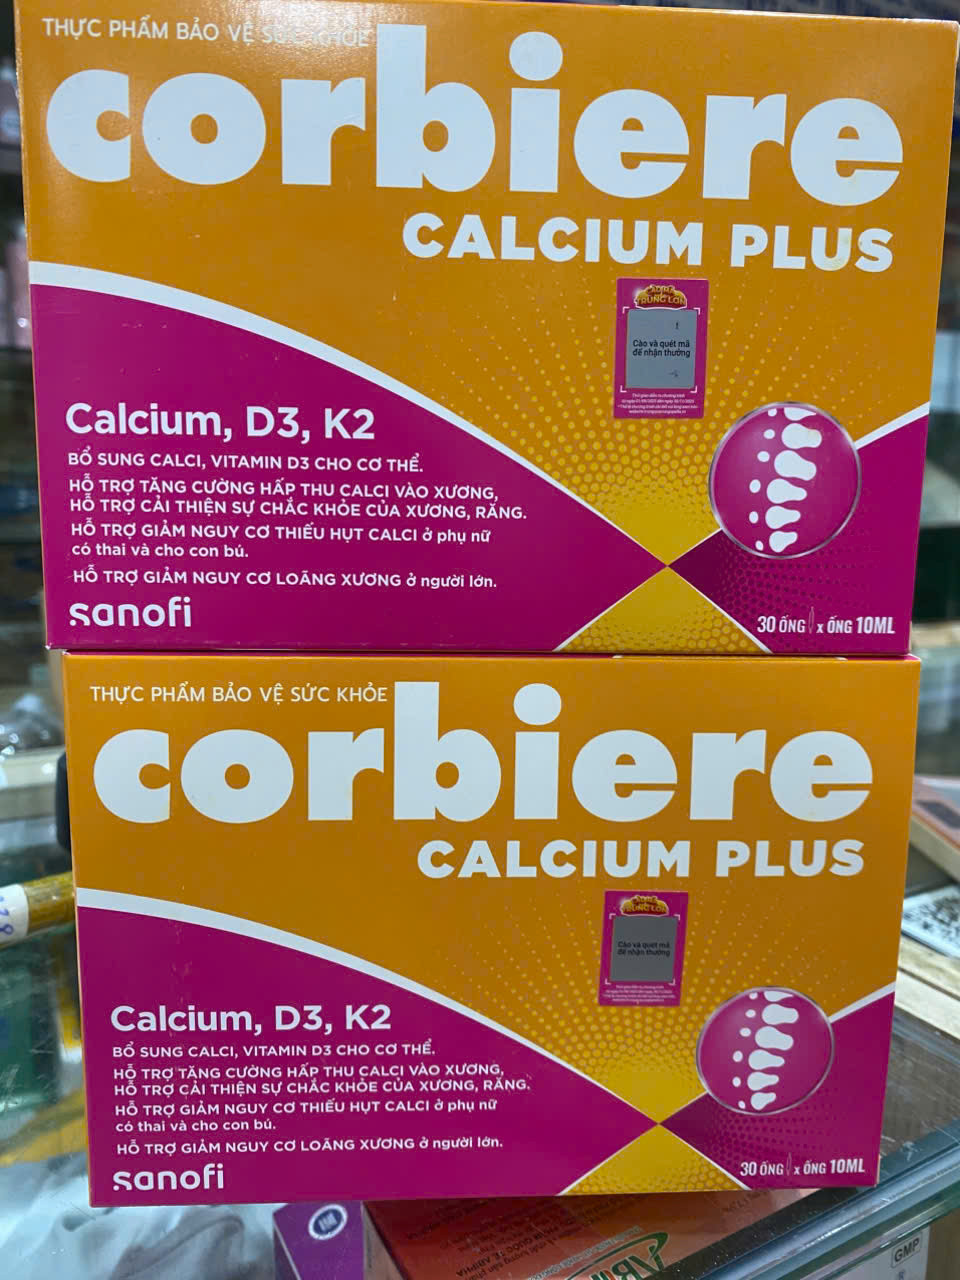 THỰC PHẨM BẢO VỆ SỨC KHỎE
corbiere
CALCIUM PLUS
TRÚNG LỚN
Cào và quét mã
để nhận thưởng
Calcium, D3, K2
BỔ SUNG CALCI, VITAMIN D3 CHO CƠ THỂ.
HỖ TRỢ TĂNG CƯỜNG HẤP THU CALCI VÀO XƯƠNG,
HỖ TRỢ CẢI THIỆN SỰ CHẮC KHỎE CỦA XƯƠNG, RĂNG.
HỖ TRỢ GIẢM NGUY CƠ THIẾU HỤT CALCI ở phụ nữ
có thai và cho con bú.
HỖ TRỢ GIẢM NGUY CƠ LOÃNG XƯƠNG ở người lớn.
sanofi
30 ỐNG x ỐNG 10ML
THỰC PHẨM BẢO VỆ SỨC KHỎE
corbiere
CALCIUM PLUS
TRÚNG LỚN
Cào và quét mã
để nhận thưởng
Calcium, D3, K2
BỔ SUNG CALCI, VITAMIN D3 CHO CƠ THỂ.
HỖ TRỢ TĂNG CƯỜNG HẤP THU CALCI VÀO XƯƠNG,
HỖ TRỢ CẢI THIỆN SỰ CHẮC KHỎE CỦA XƯƠNG, RĂNG.
HỖ TRỢ GIẢM NGUY CƠ THIẾU HỤT CALCI ở phụ nữ
có thai và cho con bú.
HỖ TRỢ GIẢM NGUY CƠ LOÃNG XƯƠNG ở người lớn.
sanofi
30 ỐNG x ỐNG 10ML
GMP